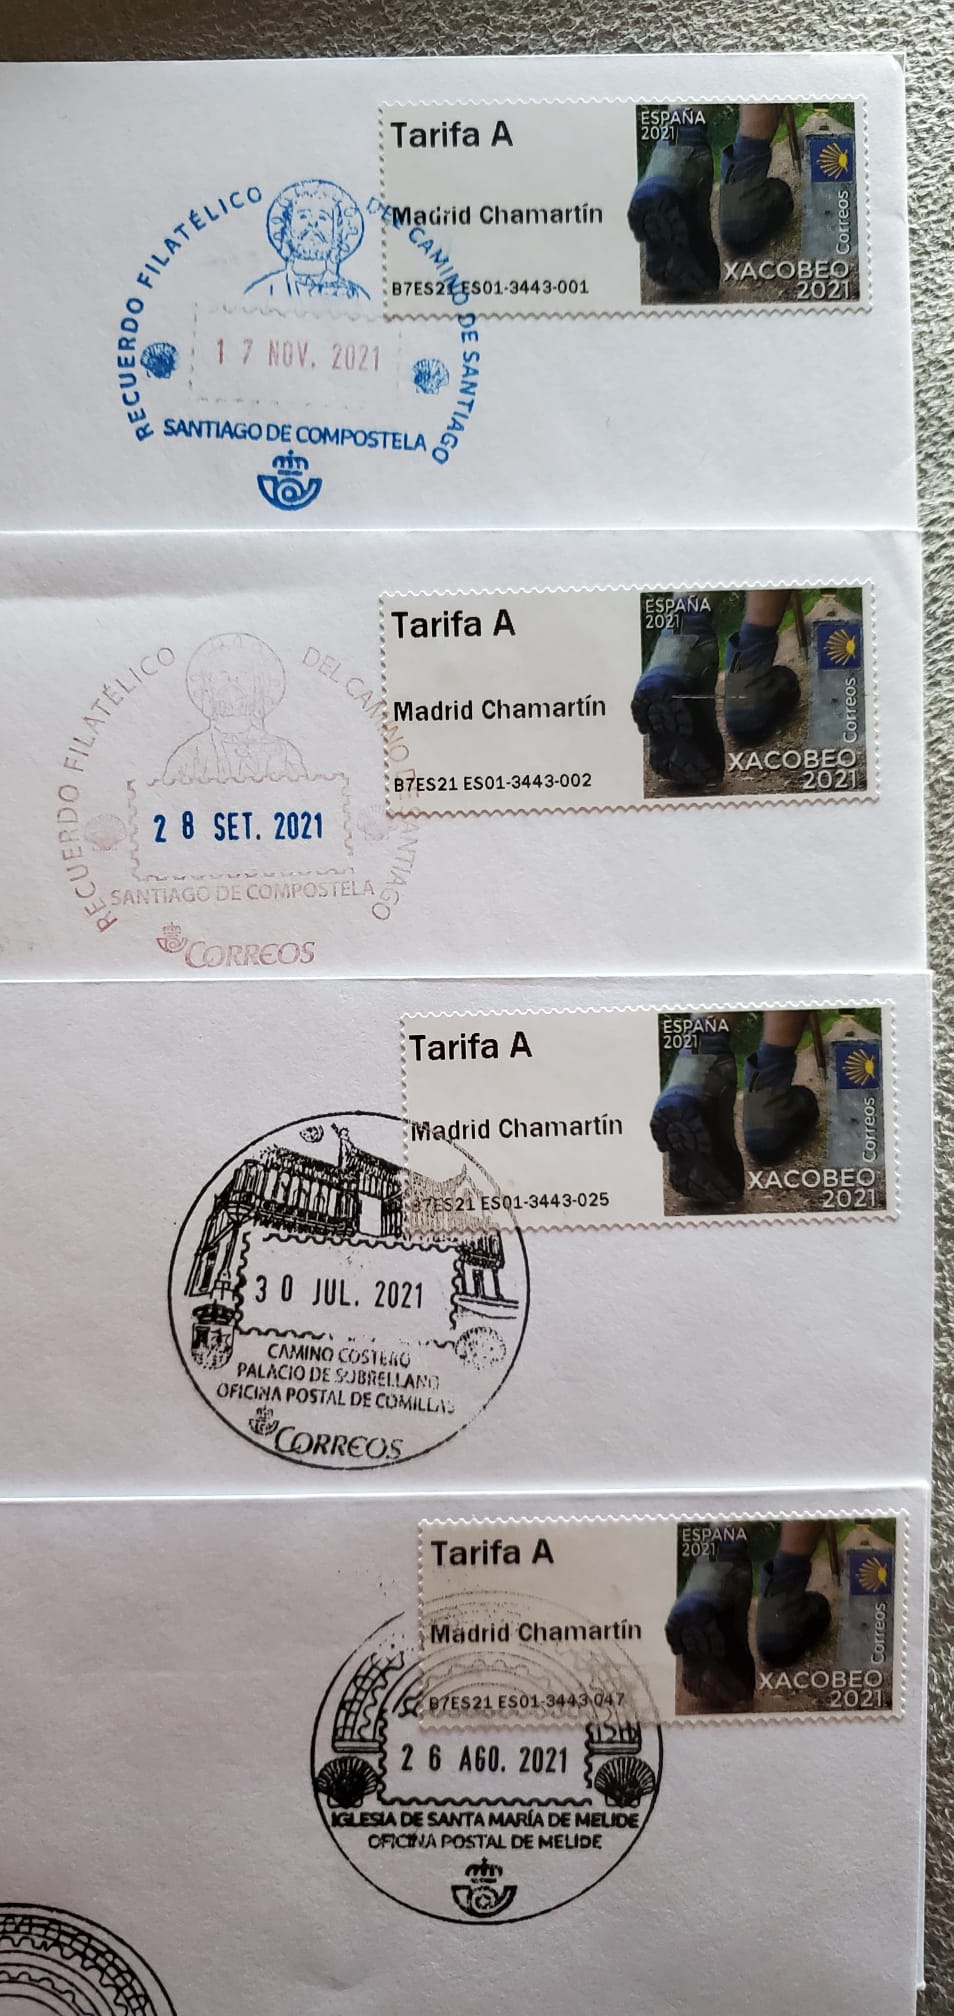 Tarifa A
ESPAÑA
2021
Madrid Chamartín
Correos
B7ES21 ES01-3443-001
XACOBEO
2021
RECUERDO FILATÉLICO DEL CAMINO DE SANTIAGO
17 NOV. 2021
SANTIAGO DE COMPOSTELA
Tarifa A
ESPAÑA
2021
Madrid Chamartín
Correos
B7ES21 ES01-3443-002
XACOBEO
2021
RECUERDO FILATÉLICO DEL CAMINO DE SANTIAGO
28 SET. 2021
SANTIAGO DE COMPOSTELA
CORREOS
Tarifa A
ESPAÑA
2021
Madrid Chamartín
Correos
B7ES21 ES01-3443-025
XACOBEO
2021
30 JUL. 2021
CAMINO COSTERO
PALACIO DE SOBRELLANO
OFICINA POSTAL DE COMILLAS
CORREOS
Tarifa A
ESPAÑA
2021
Madrid Chamartín
Correos
B7ES21 ES01-3443-047
XACOBEO
2021
26 AGO. 2021
IGLESIA DE SANTA MARÍA DE MELIDE
OFICINA POSTAL DE MELIDE